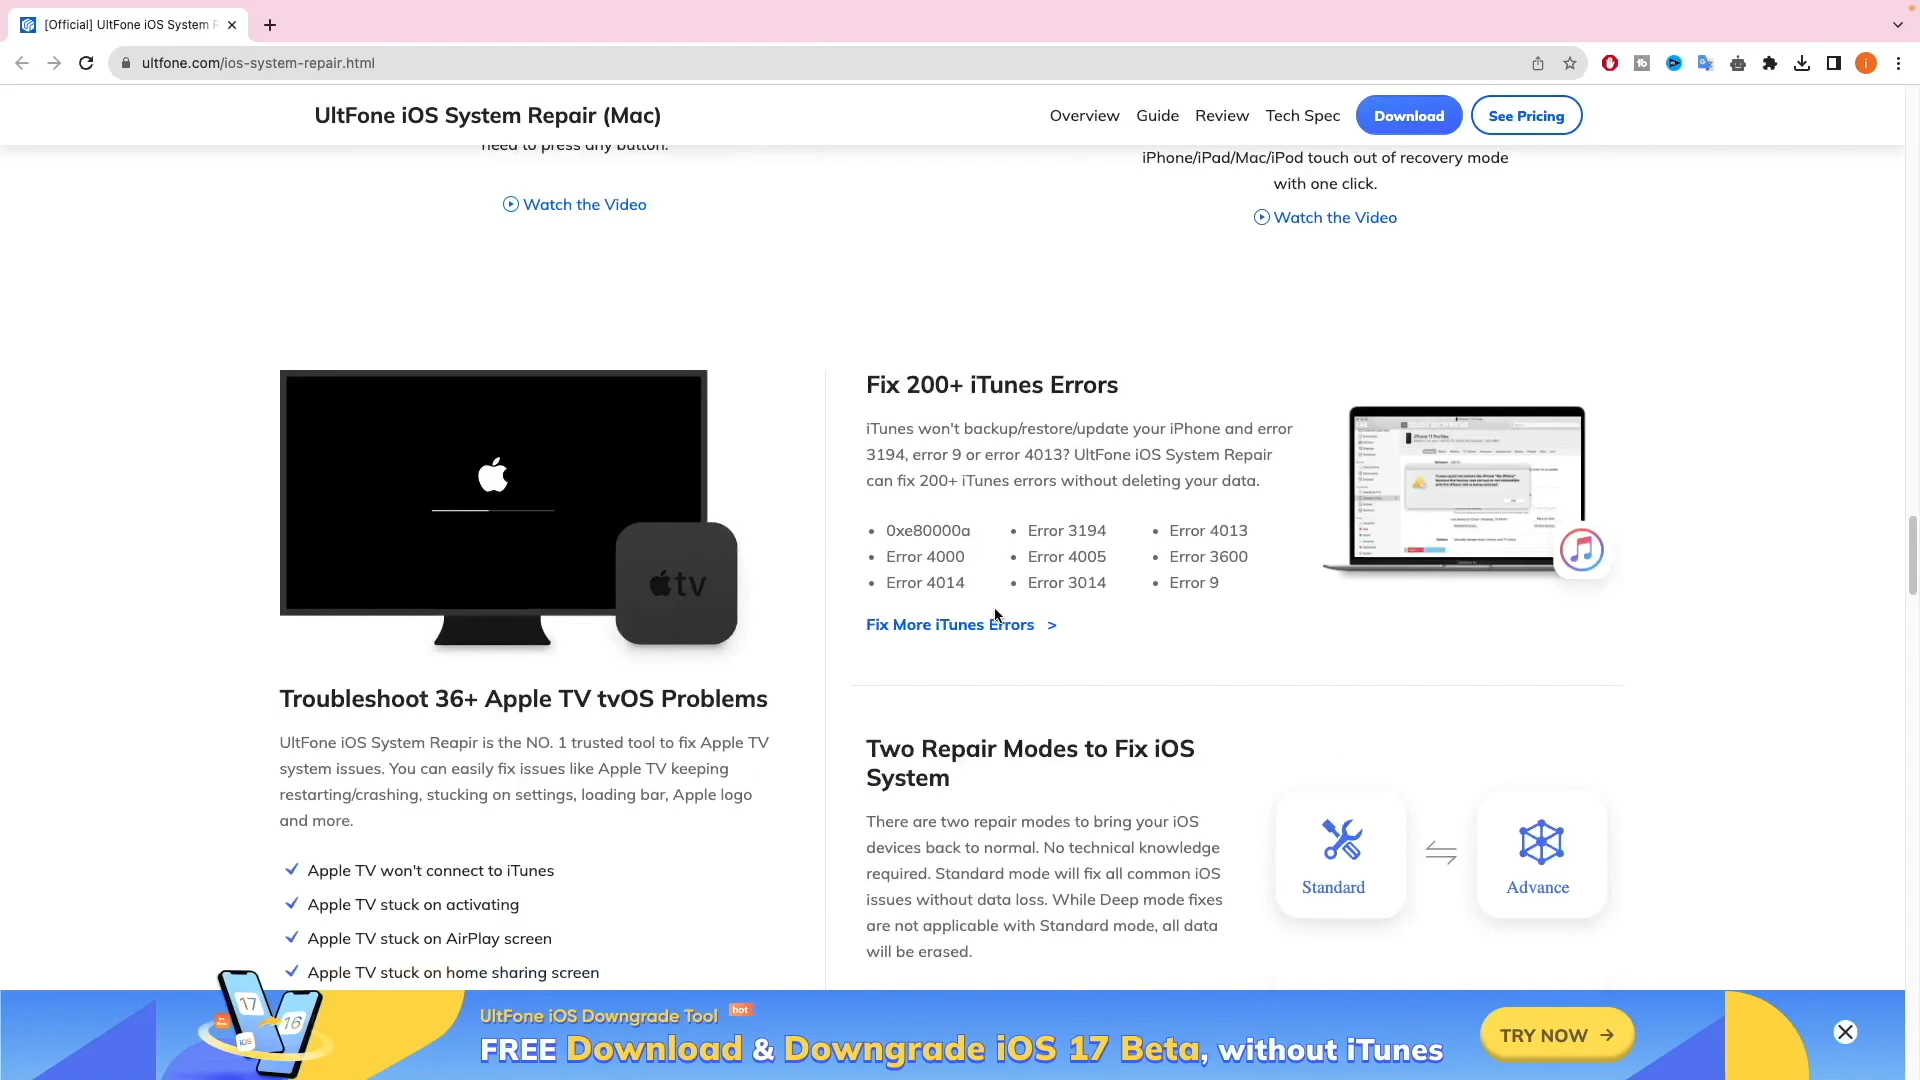 [Official] UltFone iOS System R
ultfone.com/ios-system-repair.html
UltFone iOS System Repair (Mac)
Overview Guide Review Tech Spec Download See Pricing
need to press any button.
Watch the Video
iPhone/iPad/Mac/iPod touch out of recovery mode
with one click.
Watch the Video
tv
Troubleshoot 36+ Apple TV tvOS Problems
UltFone iOS System Reapir is the NO. 1 trusted tool to fix Apple TV
system issues. You can easily fix issues like Apple TV keeping
restarting/crashing, stucking on settings, loading bar, Apple logo
and more.
Apple TV won't connect to iTunes
Apple TV stuck on activating
Apple TV stuck on AirPlay screen
Apple TV stuck on home sharing screen
Fix 200+ iTunes Errors
iTunes won't backup/restore/update your iPhone and error
3194, error 9 or error 4013? UltFone iOS System Repair
can fix 200+ iTunes errors without deleting your data.
• 0xe80000a • Error 3194 • Error 4013
• Error 4000 • Error 4005 • Error 3600
• Error 4014 • Error 3014 • Error 9
Fix More iTunes Errors >
Two Repair Modes to Fix iOS
System
There are two repair modes to bring your iOS
devices back to normal. No technical knowledge
required. Standard mode will fix all common iOS
issues without data loss. While Deep mode fixes
are not applicable with Standard mode, all data
will be erased.
Standard Advance
17
16
iOS
UltFone iOS Downgrade Tool hot
FREE Download & Downgrade iOS 17 Beta, without iTunes
TRY NOW →